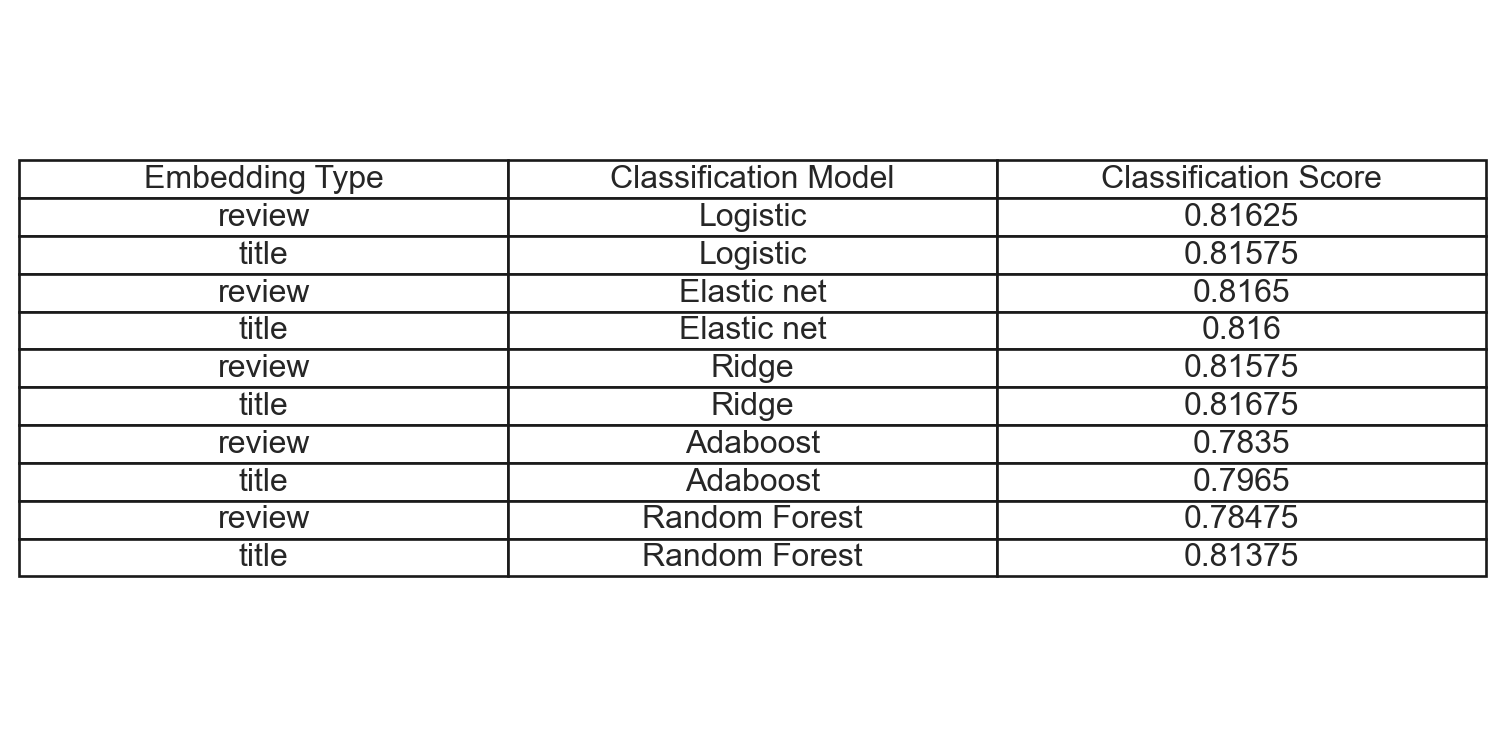 Embedding Type Classification Model Classification Score
review Logistic 0.81625
title Logistic 0.81575
review Elastic net 0.8165
title Elastic net 0.816
review Ridge 0.81575
title Ridge 0.81675
review Adaboost 0.7835
title Adaboost 0.7965
review Random Forest 0.78475
title Random Forest 0.81375